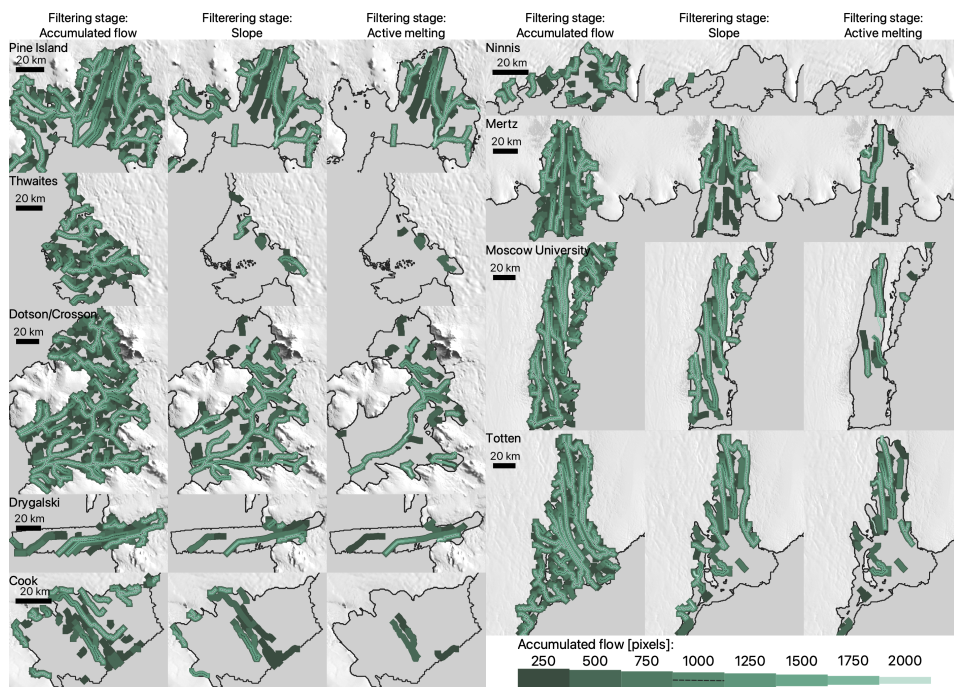 Filtering stage:
Accumulated flow
Filterering stage:
Slope
Filtering stage:
Active melting
Pine Island
20 km
Thwaites
20 km
Dotson/Crosson
20 km
Drygalski
20 km
Cook
20 km
Filtering stage:
Accumulated flow
Filterering stage:
Slope
Filtering stage:
Active melting
Ninnis
20 km
Mertz
20 km
Moscow University
20 km
Totten
20 km
Accumulated flow [pixels]:
250 500 750 1000 1250 1500 1750 2000